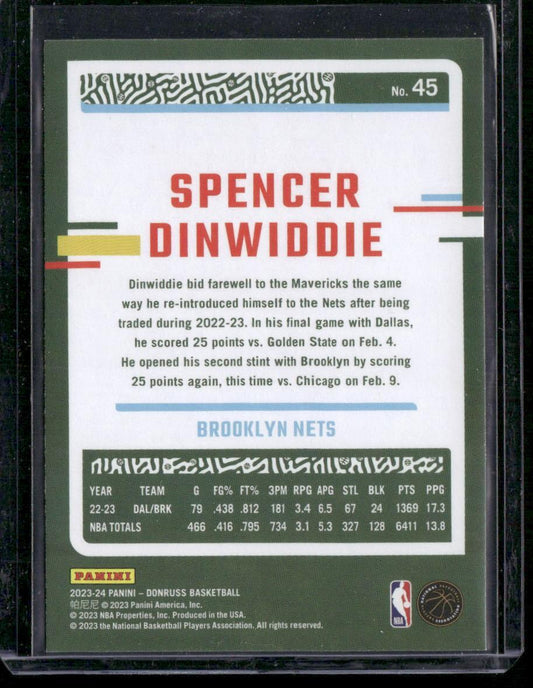 No. 45
SPENCER
DINWIDDIE
Dinwiddie bid farewell to the Mavericks the same
way he re-introduced himself to the Nets after being
traded during 2022-23. In his final game with Dallas,
he scored 25 points vs. Golden State on Feb. 4.
He opened his second stint with Brooklyn by scoring
25 points again, this time vs. Chicago on Feb. 9.
BROOKLYN NETS
YEAR TEAM G FG% FT% 3PM RPG APG STL BLK PTS PPG
22-23 DAL/BRK 79 .438 .812 181 3.4 6.5 67 24 1369 17.3
NBA TOTALS 466 .416 .795 734 3.1 5.3 327 128 6411 13.8
PANINI
2023-24 PANINI – DONRUSS BASKETBALL
帕尼尼 © 2023 Panini America, Inc.
© 2023 NBA Properties, Inc. Produced in the USA.
© 2023 the National Basketball Players Association. All rights reserved.
NBA
NATIONAL BASKETBALL PLAYERS ASSOCIATION